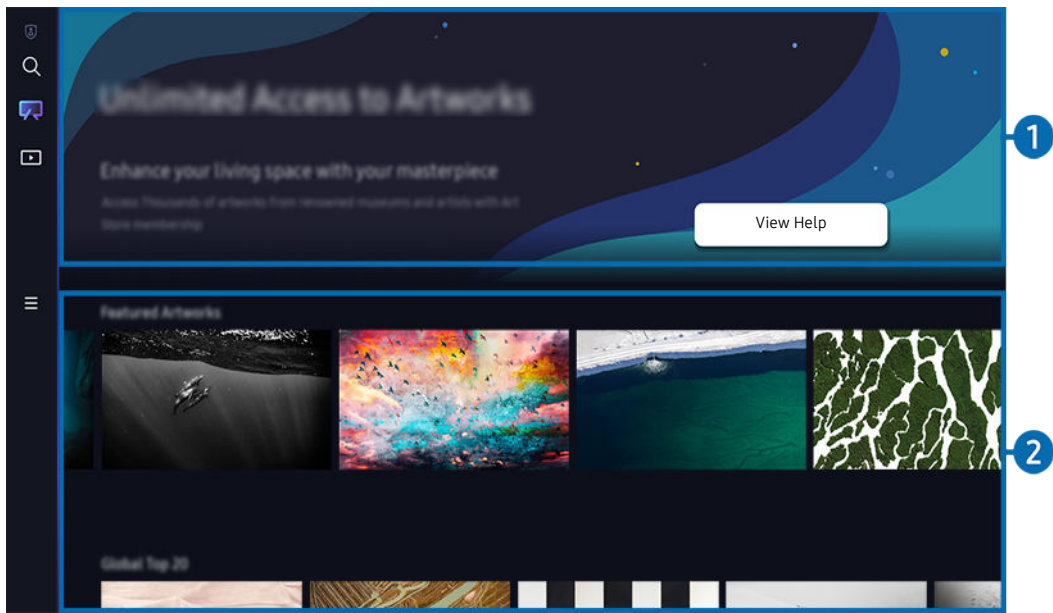 Unlimited Access to Artworks
1
Enhance your living space with your masterpiece
Access Thousands of artworks from renowned museums and artists with Art
Store membership
View Help
Featured Artworks
2
Global Top 20